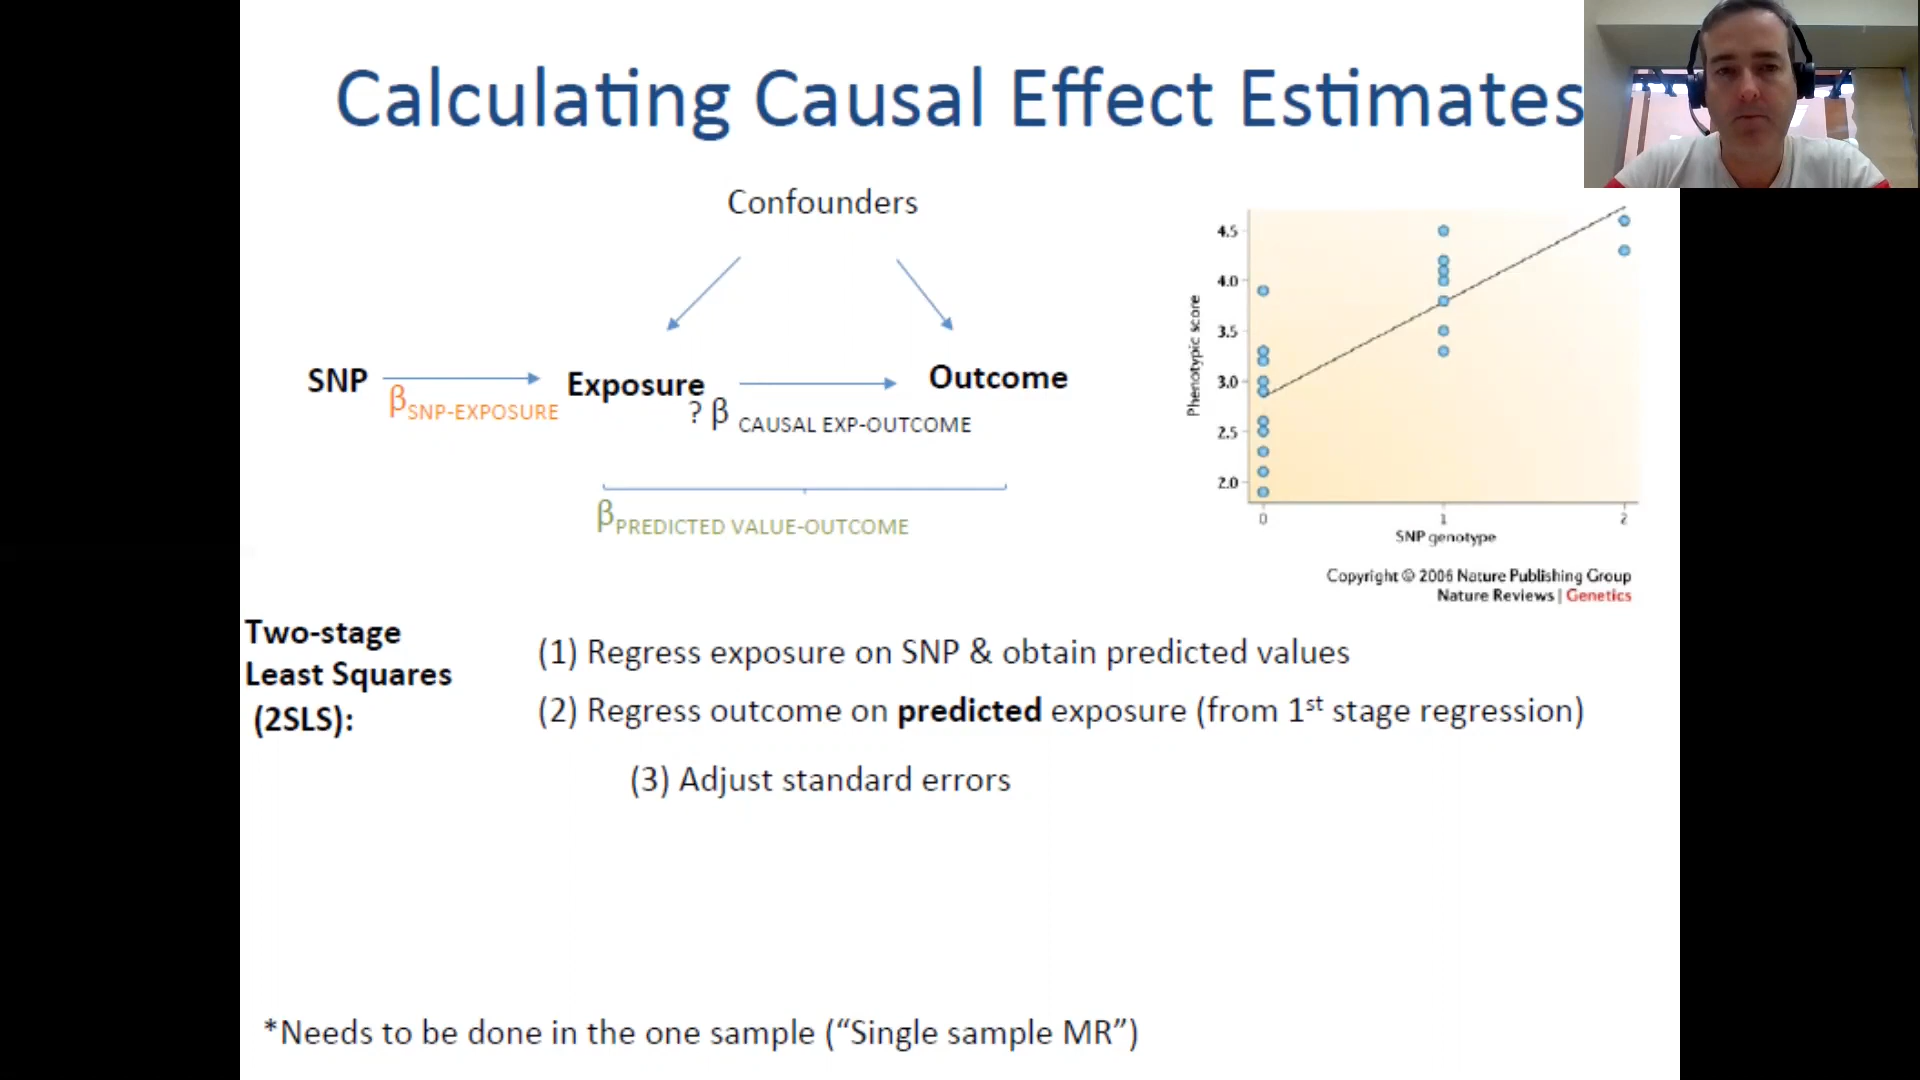 Calculating Causal Effect Estimates
Confounders
SNP
Exposure
Outcome
βSNP-EXPOSURE
? β CAUSAL EXP-OUTCOME
βPREDICTED VALUE-OUTCOME
Phenotypic score
4.5
4.0
3.5
3.0
2.5
2.0
0 1 2
SNP genotype
Copyright © 2006 Nature Publishing Group
Nature Reviews | Genetics
Two-stage
Least Squares
(2SLS):
(1) Regress exposure on SNP & obtain predicted values
(2) Regress outcome on predicted exposure (from 1st stage regression)
(3) Adjust standard errors
*Needs to be done in the one sample (“Single sample MR”)